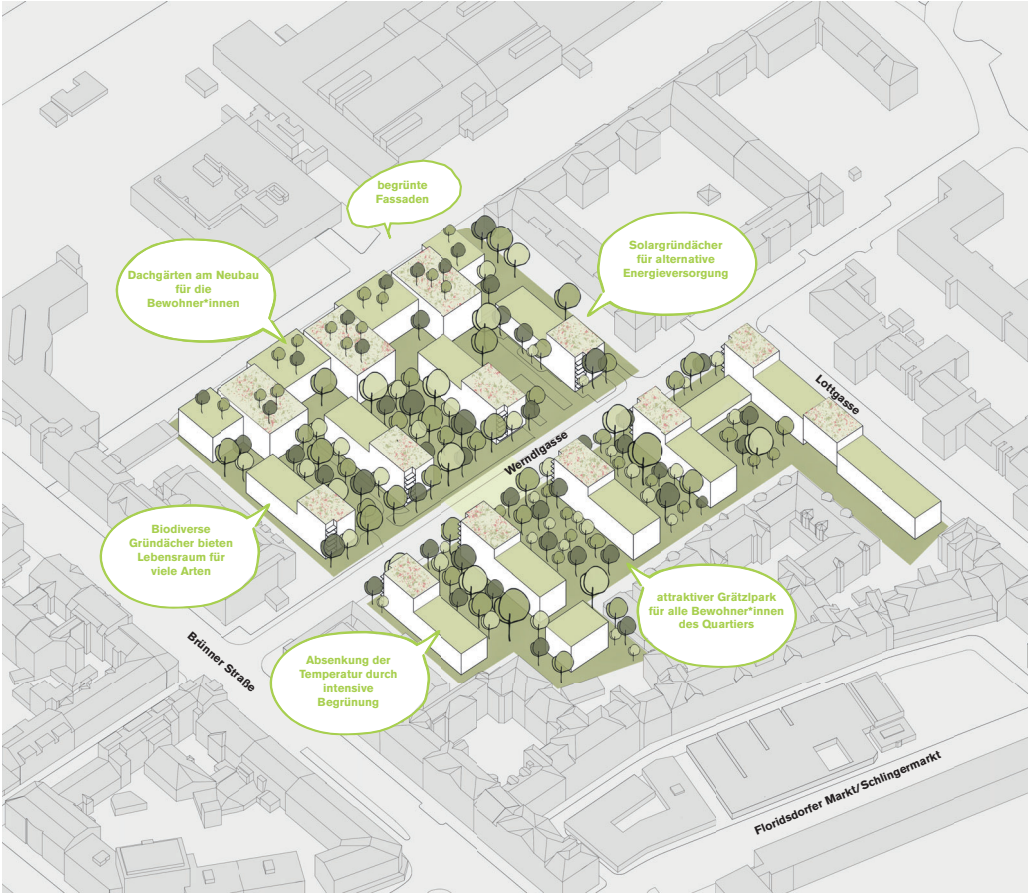 begrünte
Fassaden
Solargründächer
für alternative
Energieversorgung
Dachgärten am Neubau
für die
Bewohner*innen
Lottgasse
Werndlgasse
Biodiverse
Gründächer bieten
Lebensraum für
viele Arten
attraktiver Grätzlpark
für alle Bewohner*innen
des Quartiers
Brünner Straße
Absenkung der
Temperatur durch
intensive
Begrünung
Floridsdorfer Markt/Schlingermarkt